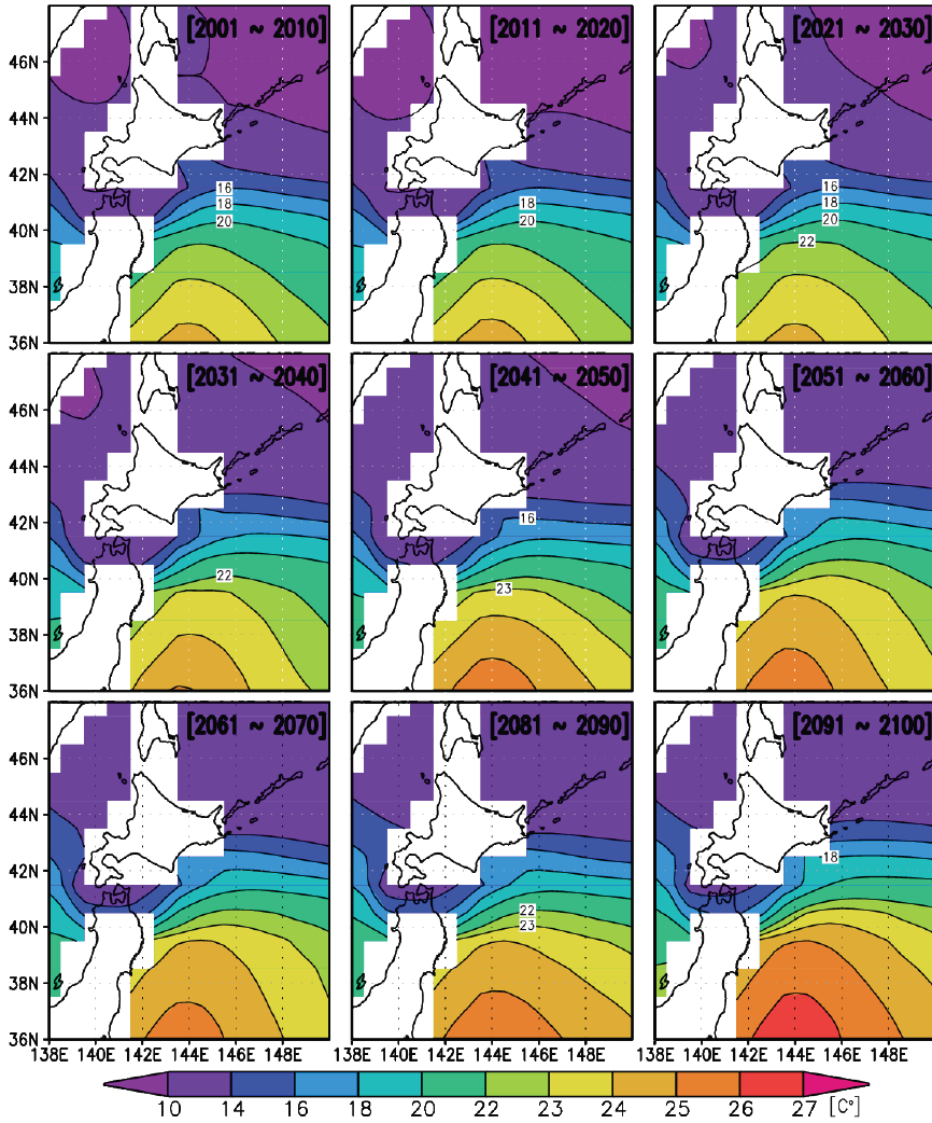 [2001 ~ 2010]
[2011 ~ 2020]
[2021 ~ 2030]
46N
44N
42N
40N
38N
36N
16
18
20
18
20
16
18
20
22
[2031 ~ 2040]
[2041 ~ 2050]
[2051 ~ 2060]
46N
44N
42N
40N
38N
36N
22
16
23
[2061 ~ 2070]
[2081 ~ 2090]
[2091 ~ 2100]
46N
44N
42N
40N
38N
36N
22
23
18
138E 140E 142E 144E 146E 148E
138E 140E 142E 144E 146E 148E
138E 140E 142E 144E 146E 148E
10 14 16 18 20 22 23 24 25 26 27 [C°]